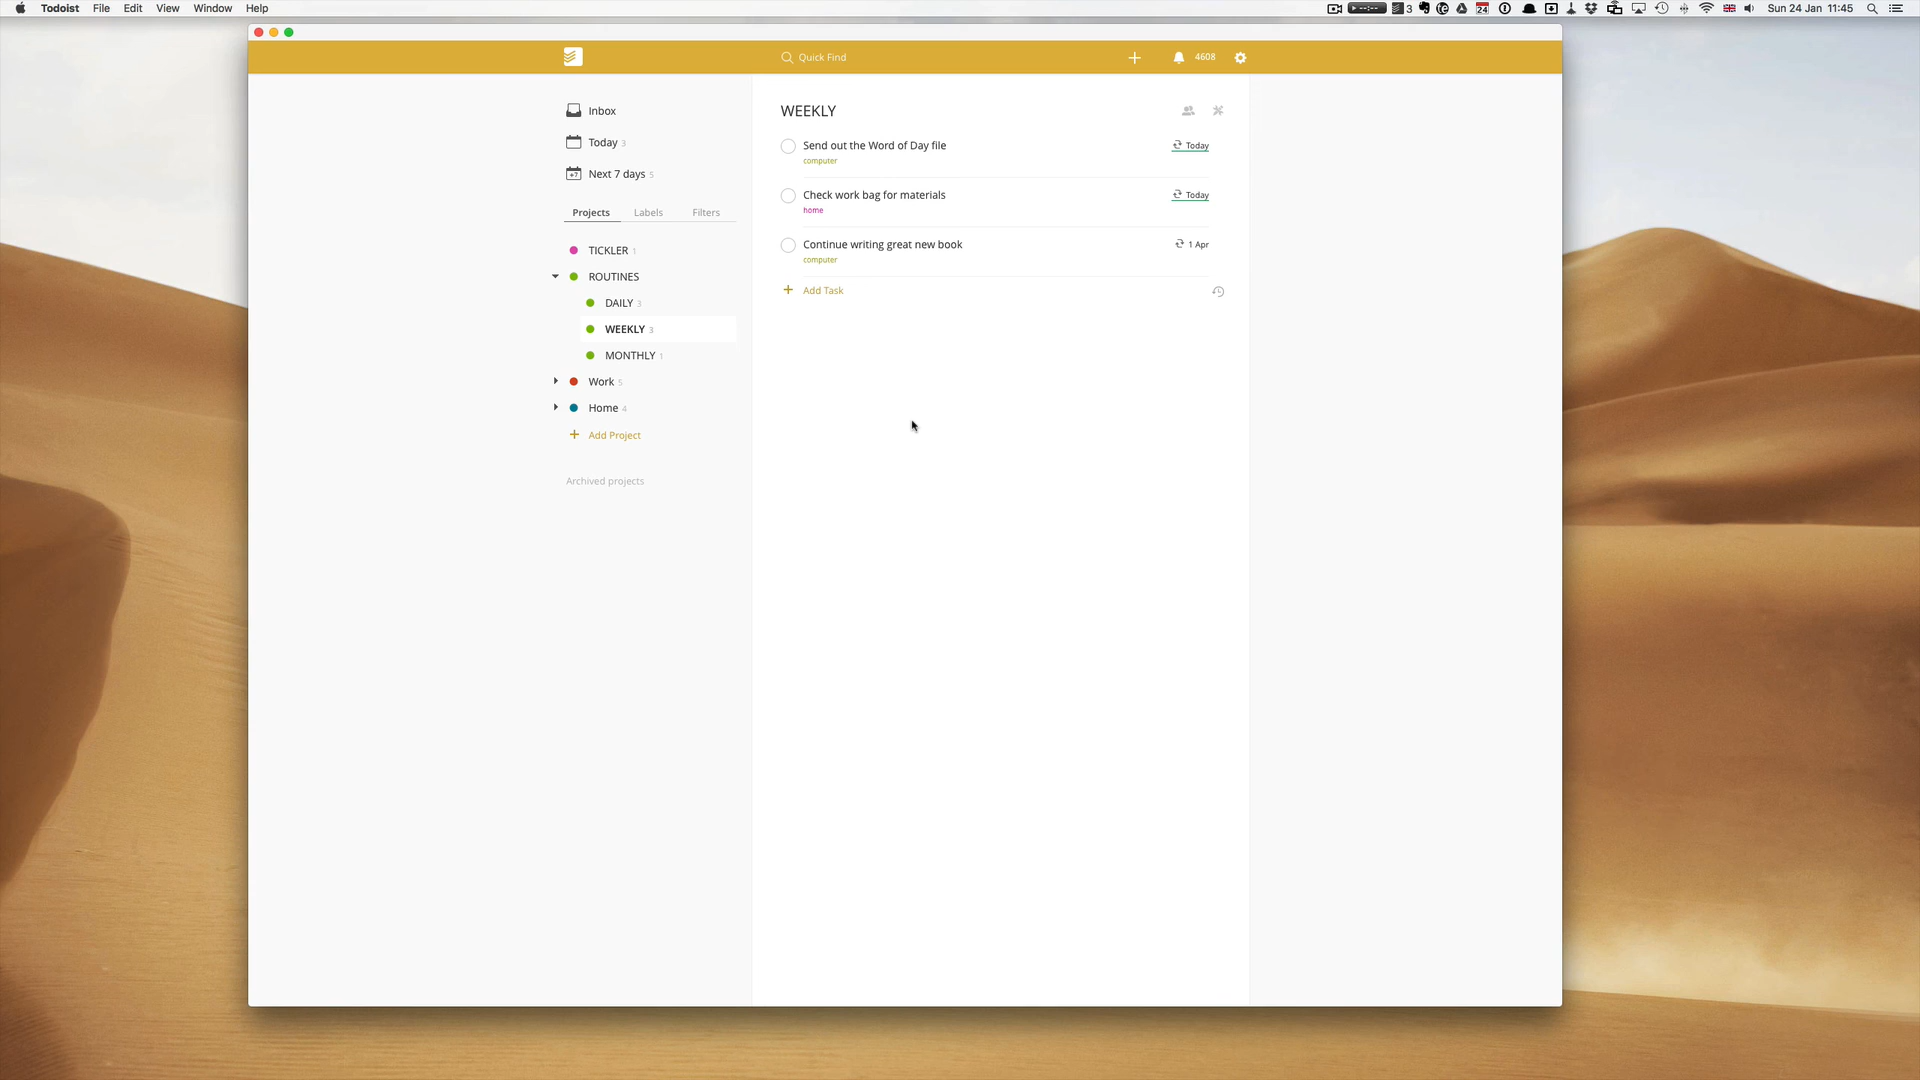 Todoist File Edit View Window Help
3
24
Sun 24 Jan 11:45
Quick Find
4608
Inbox
Today 3
Next 7 days 5
Projects Labels Filters
TICKLER 1
ROUTINES
DAILY 3
WEEKLY 3
MONTHLY 1
Work 5
Home 4
Add Project
Archived projects
WEEKLY
Send out the Word of Day file
Today
computer
Check work bag for materials
Today
home
Continue writing great new book
1 Apr
computer
Add Task